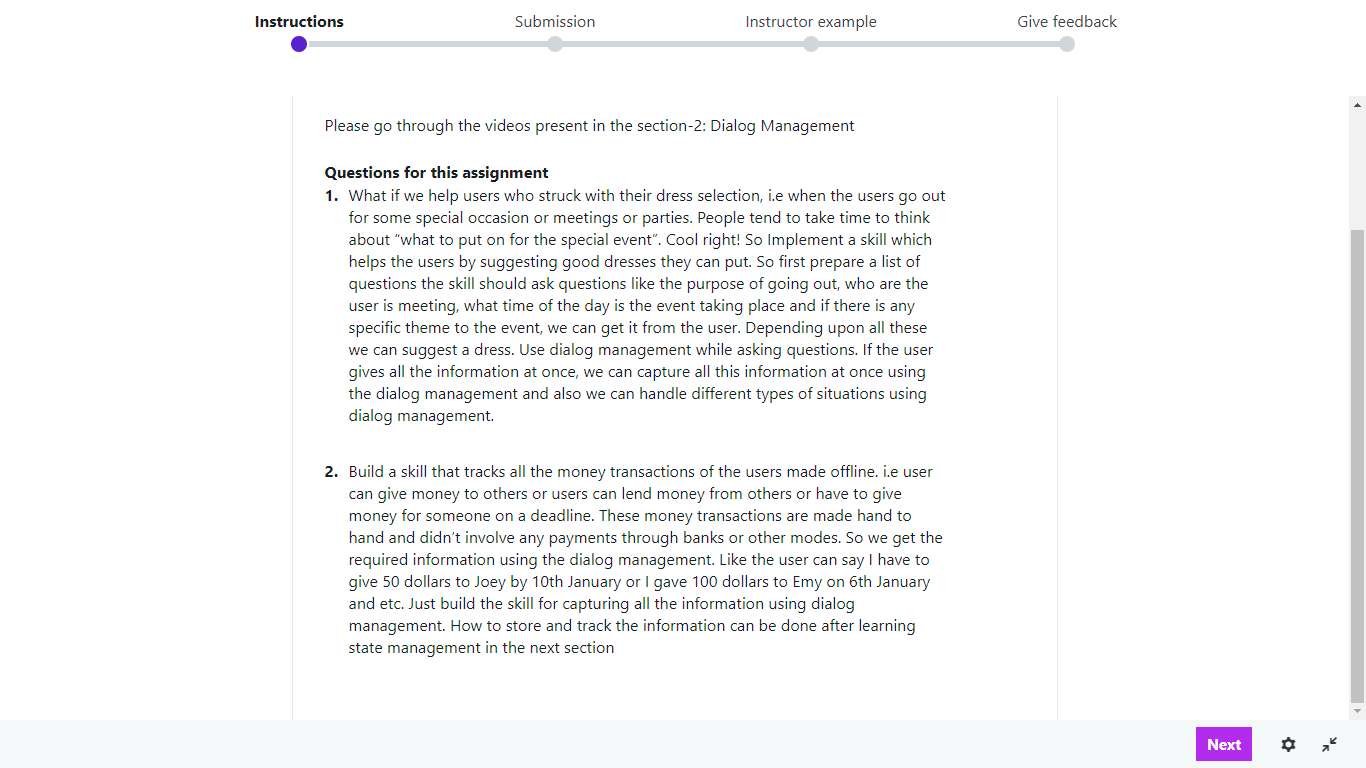 Instructions
Submission
Instructor example
Give feedback
Please go through the videos present in the section-2: Dialog Management
Questions for this assignment
1. What if we help users who struck with their dress selection, i.e when the users go out
for some special occasion or meetings or parties. People tend to take time to think
about “what to put on for the special event”. Cool right! So Implement a skill which
helps the users by suggesting good dresses they can put. So first prepare a list of
questions the skill should ask questions like the purpose of going out, who are the
user is meeting, what time of the day is the event taking place and if there is any
specific theme to the event, we can get it from the user. Depending upon all these
we can suggest a dress. Use dialog management while asking questions. If the user
gives all the information at once, we can capture all this information at once using
the dialog management and also we can handle different types of situations using
dialog management.
2. Build a skill that tracks all the money transactions of the users made offline. i.e user
can give money to others or users can lend money from others or have to give
money for someone on a deadline. These money transactions are made hand to
hand and didn’t involve any payments through banks or other modes. So we get the
required information using the dialog management. Like the user can say I have to
give 50 dollars to Joey by 10th January or I gave 100 dollars to Emy on 6th January
and etc. Just build the skill for capturing all the information using dialog
management. How to store and track the information can be done after learning
state management in the next section
Next